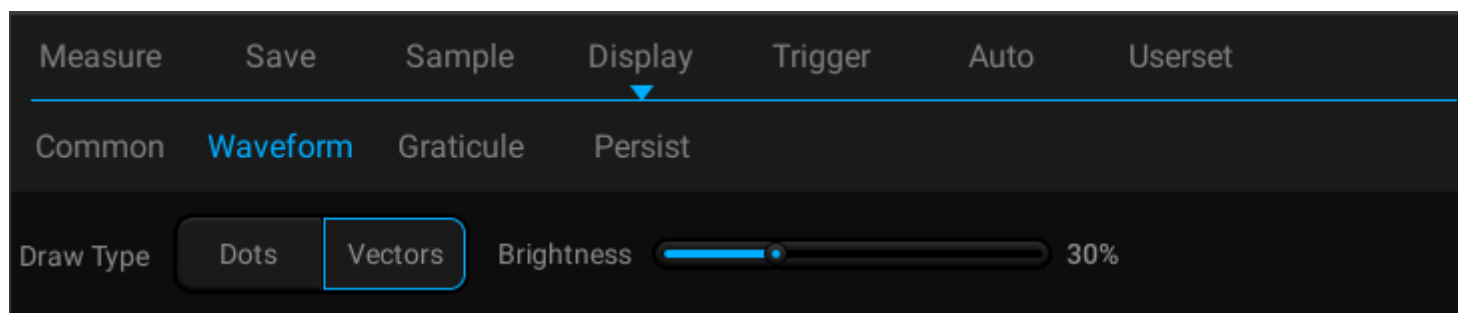 Measure Save Sample Display Trigger Auto Userset
Common Waveform Graticule Persist
Draw Type Dots Vectors Brightness 30%